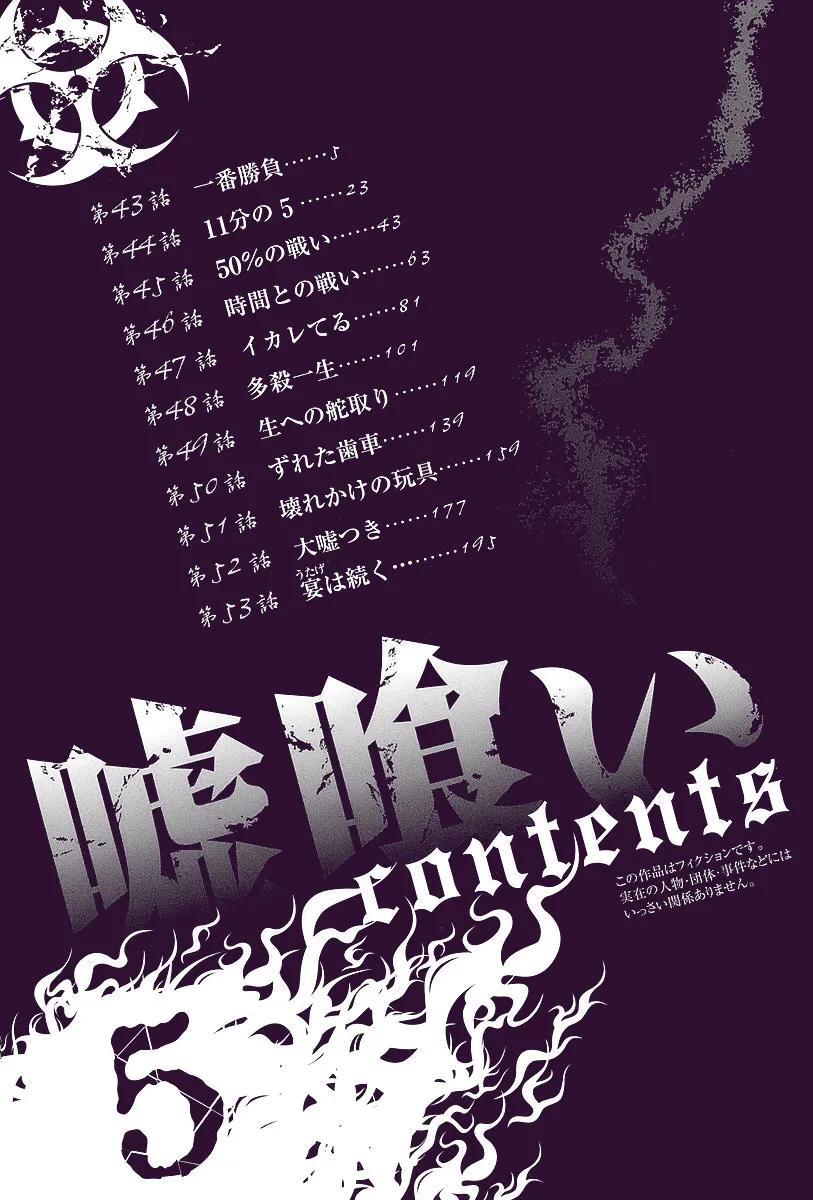 第43話 一番勝負……5
第44話 11分の5……23
第45話 50%の戦い……43
第46話 時間との戦い……63
第47話 イカレてる……81
第48話 多殺一生……101
第49話 生への舵取り……119
第50話 ずれた歯車……139
第51話 壊れかけの玩具……159
第52話 大嘘つき……177
うたげ
第53話 宴は続く………195
嘘喰い
contents
この作品はフィクションです。
実在の人物・団体・事件などには
いっさい関係ありません。
5